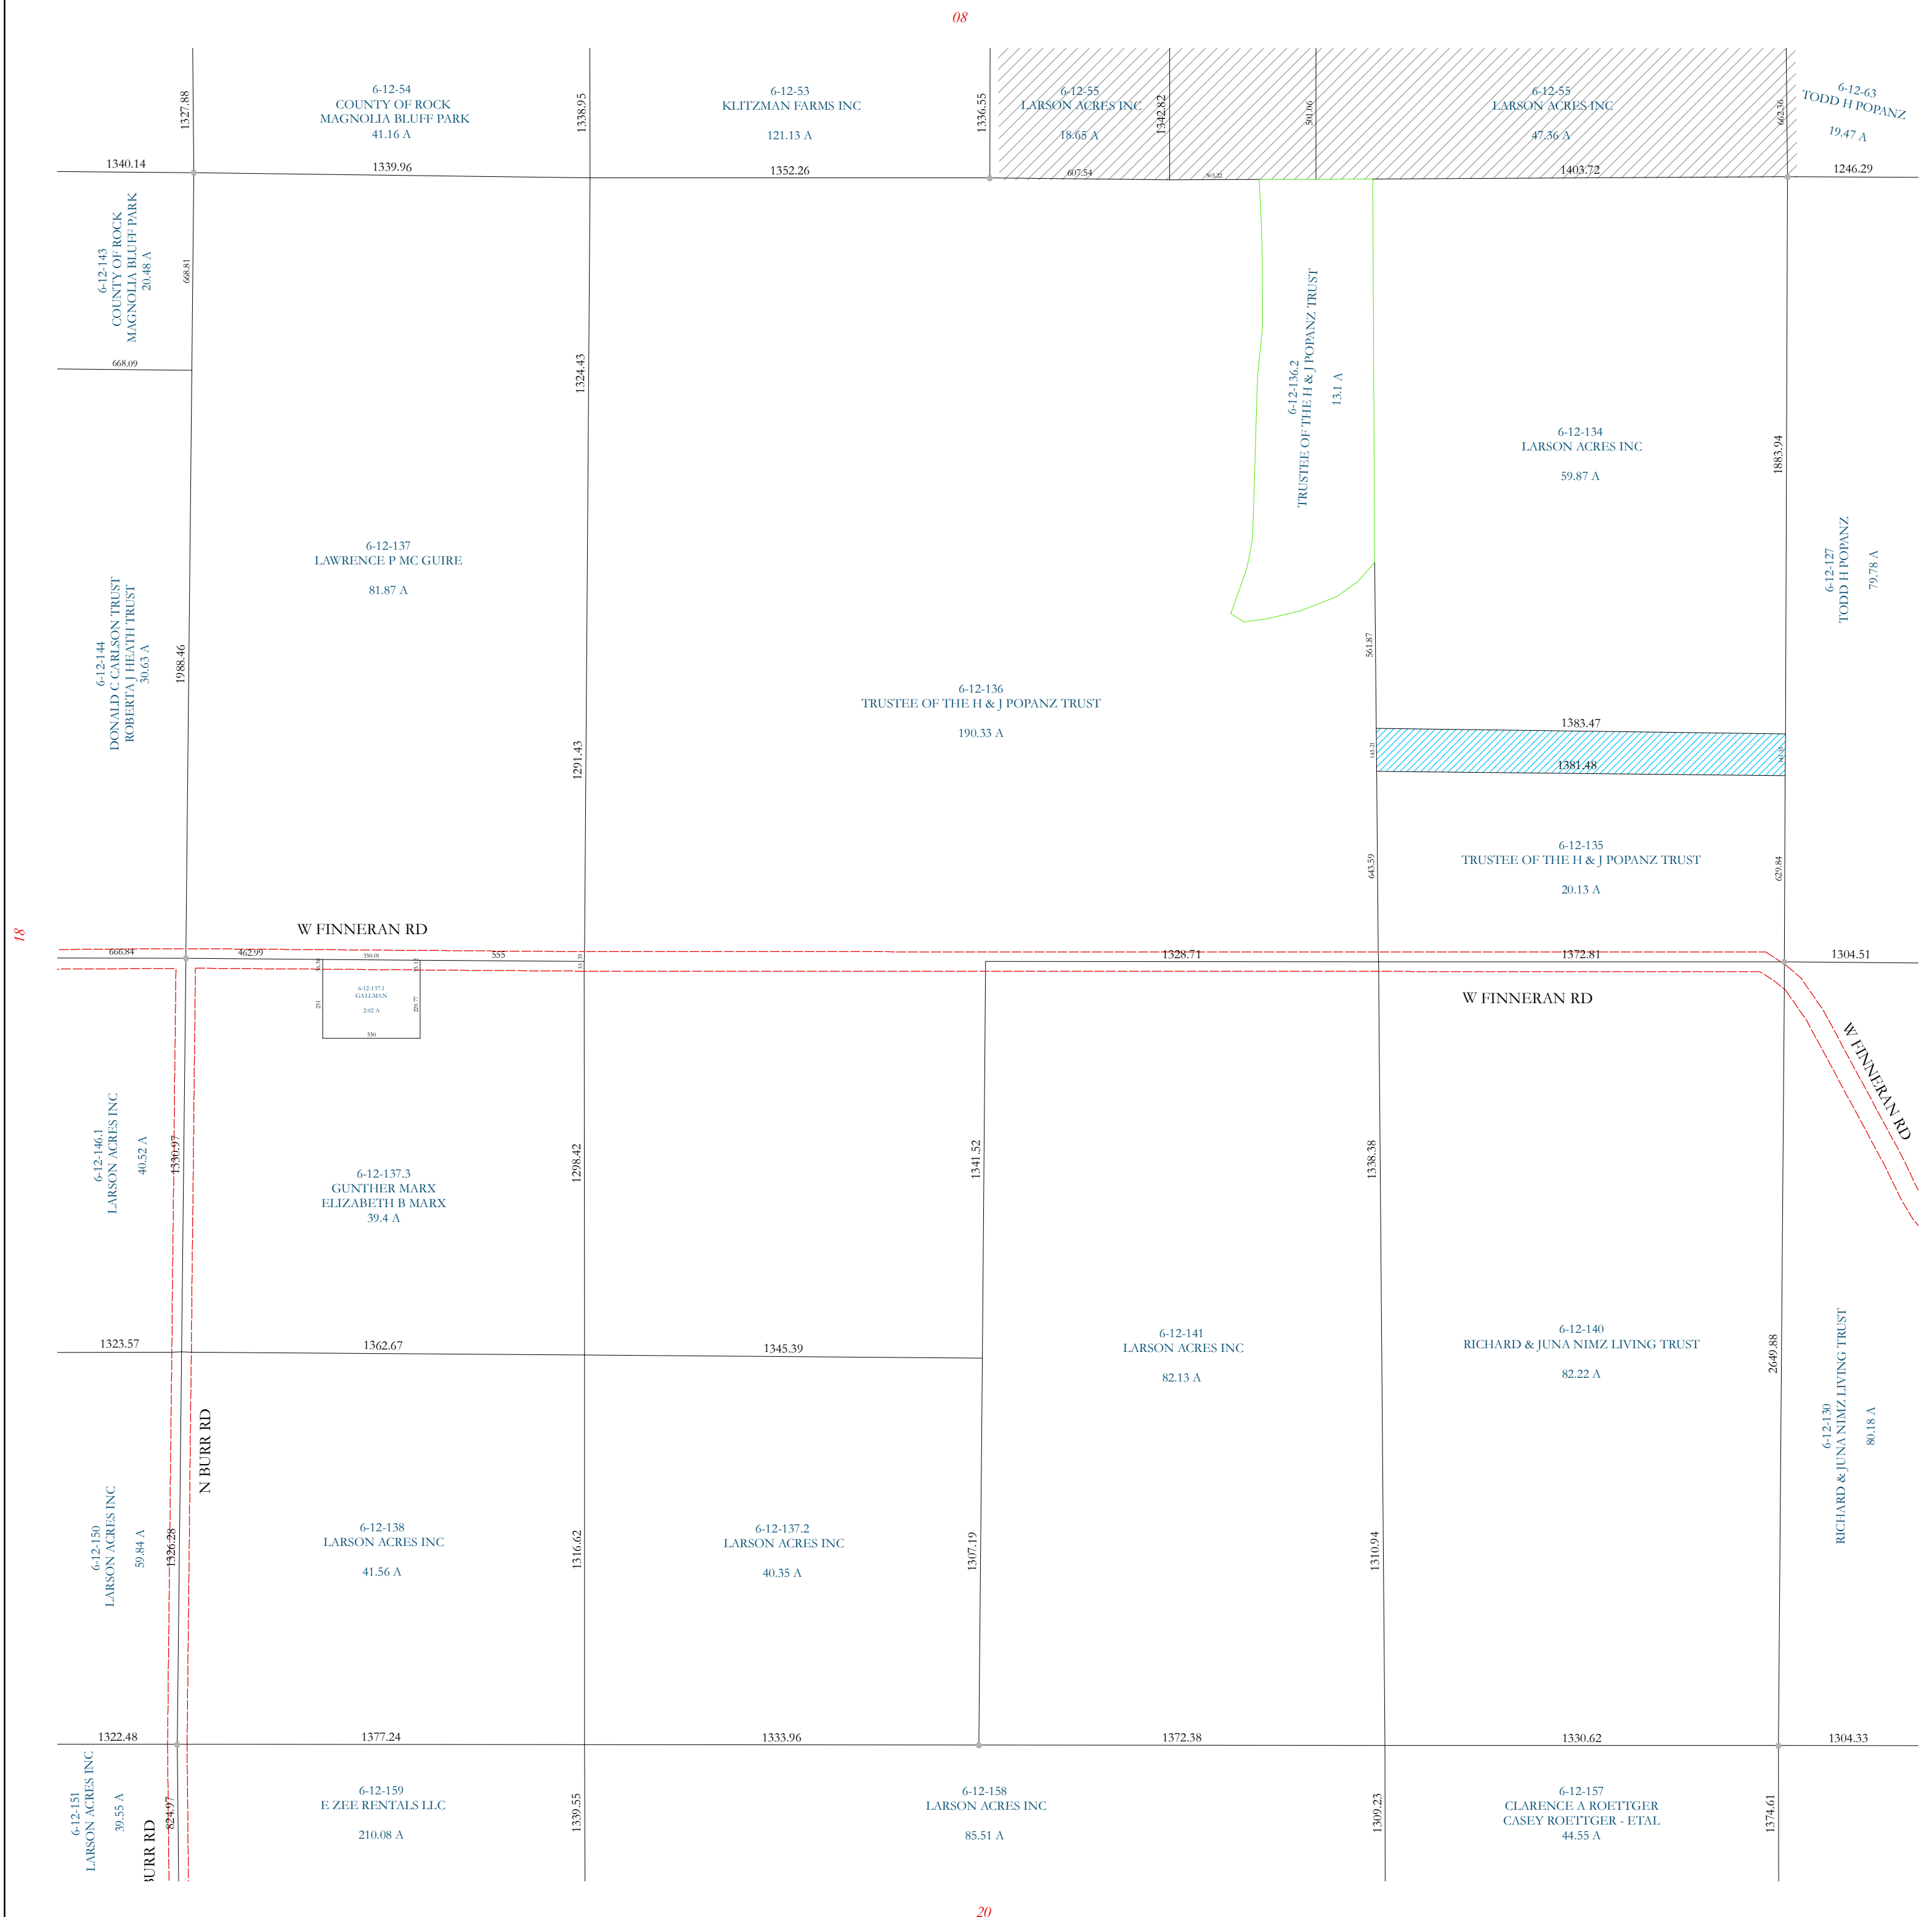 08
1327.88
6-12-54
COUNTY OF ROCK
MAGNOLIA BLUFF PARK
41.16 A
1338.95
6-12-53
KLITZMAN FARMS INC
121.13 A
1336.55
6-12-55
LARSON ACRES INC
18.65 A
1342.82
501.06
6-12-55
LARSON ACRES INC
47.36 A
662.36
6-12-63
TODD H POPANZ
19.47 A
1340.14
1339.96
1352.26
607.54
1403.72
1246.29
6-12-143
COUNTY OF ROCK
MAGNOLIA BLUFF PARK
20.48 A
668.81
668.09
1324.43
6-12-136.2
TRUSTEE OF THE H & J POPANZ TRUST
13.1 A
6-12-134
LARSON ACRES INC
59.87 A
1883.94
6-12-137
LAWRENCE P MC GUIRE
81.87 A
6-12-127
TODD H POPANZ
79.78 A
6-12-144
DONALD C CARLSON TRUST
ROBERTA J HEATH TRUST
30.63 A
1988.46
561.87
6-12-136
TRUSTEE OF THE H & J POPANZ TRUST
190.33 A
1291.43
1383.47
145.21
1381.48
6-12-135
TRUSTEE OF THE H & J POPANZ TRUST
20.13 A
643.59
629.84
18
W FINNERAN RD
666.84
462.99
330.01
555
33
33
1328.71
1372.81
1304.51
6-12-137.1
GALLMAN
2.02 A
231
229.77
330
W FINNERAN RD
W FINNERAN RD
6-12-146.1
LARSON ACRES INC
40.52 A
1330.97
6-12-137.3
GUNTHER MARX
ELIZABETH B MARX
39.4 A
1298.42
1341.52
1338.38
1323.57
1362.67
1345.39
6-12-141
LARSON ACRES INC
82.13 A
6-12-140
RICHARD & JUNA NIMZ LIVING TRUST
82.22 A
2649.88
6-12-130
RICHARD & JUNA NIMZ LIVING TRUST
80.18 A
N BURR RD
6-12-150
LARSON ACRES INC
59.84 A
1326.28
6-12-138
LARSON ACRES INC
41.56 A
1316.62
6-12-137.2
LARSON ACRES INC
40.35 A
1307.19
1310.94
1322.48
1377.24
1333.96
1372.38
1330.62
1304.33
6-12-151
LARSON ACRES INC
39.55 A
824.97
BURR RD
6-12-159
E ZEE RENTALS LLC
210.08 A
1339.55
6-12-158
LARSON ACRES INC
85.51 A
1309.23
6-12-157
CLARENCE A ROETTGER
CASEY ROETTGER - ETAL
44.55 A
1374.61
20